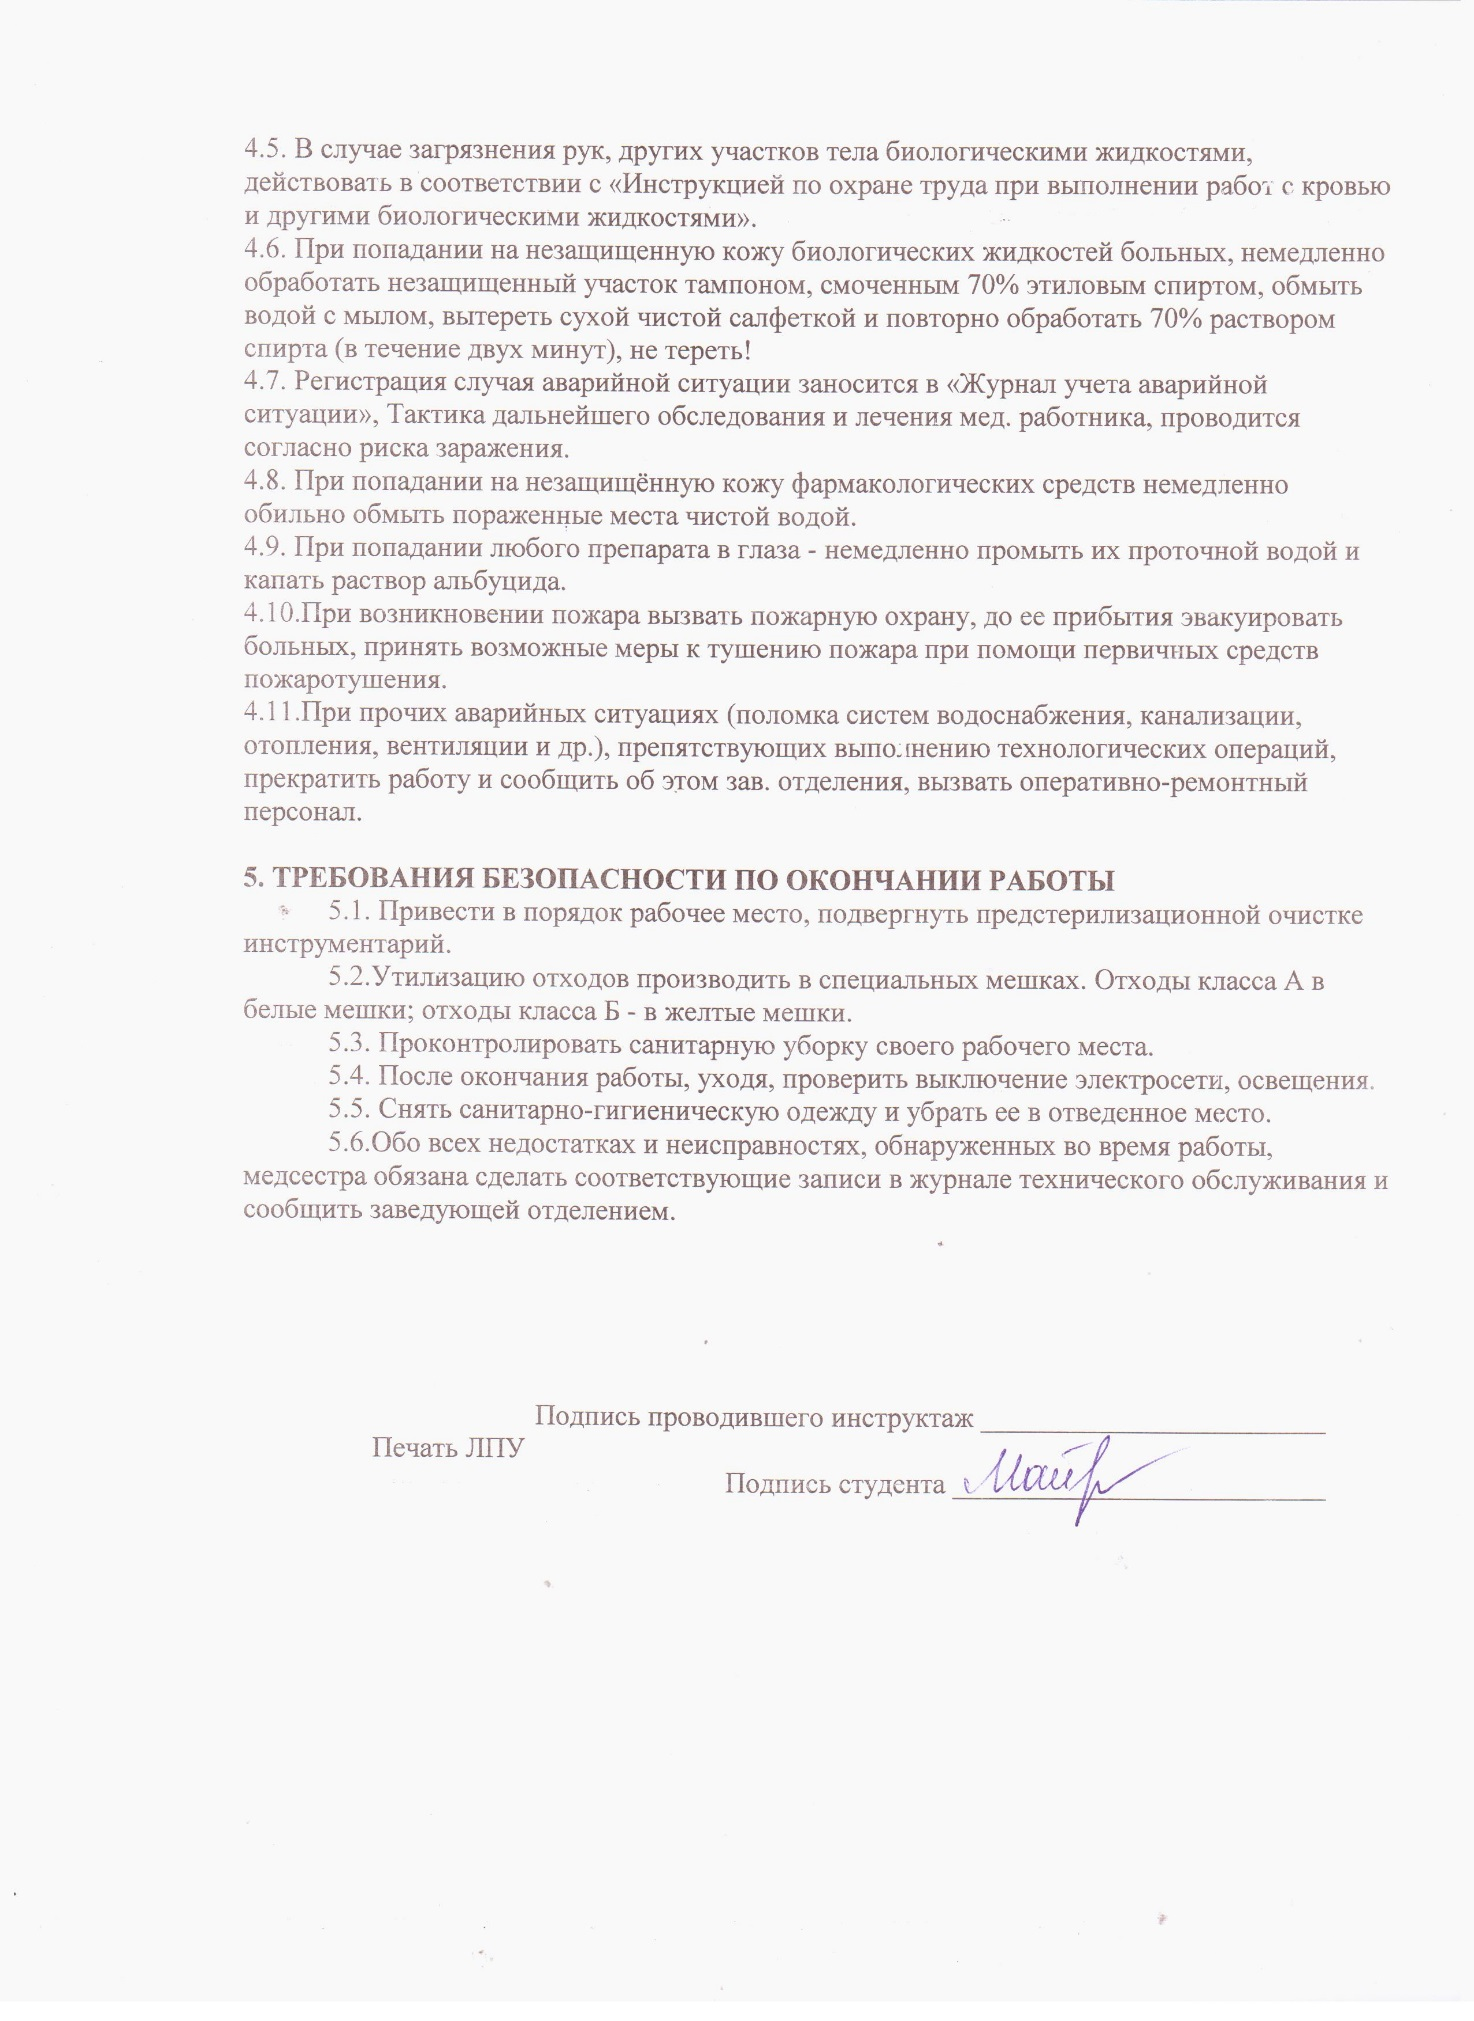 4.5. В случае загрязнения рук, других участков тела биологическими жидкостями,
действовать в соответствии с «Инструкцией по охране труда при выполнении работ с кровью
и другими биологическими жидкостями».
4.6. При попадании на незащищенную кожу биологических жидкостей больных, немедленно
обработать незащищенный участок тампоном, смоченным 70% этиловым спиртом, обмыть
водой с мылом, вытереть сухой чистой салфеткой и повторно обработать 70% раствором
спирта (в течение двух минут), не тереть!
4.7. Регистрация случая аварийной ситуации заносится в «Журнал учета аварийной
ситуации», Тактика дальнейшего обследования и лечения мед. работника, проводится
согласно риска заражения.
4.8. При попадании на незащищённую кожу фармакологических средств немедленно
обильно обмыть пораженные места чистой водой.
4.9. При попадании любого препарата в глаза - немедленно промыть их проточной водой и
капать раствор альбуцида.
4.10.При возникновении пожара вызвать пожарную охрану, до ее прибытия эвакуировать
больных, принять возможные меры к тушению пожара при помощи первичных средств
пожаротушения.
4.11.При прочих аварийных ситуациях (поломка систем водоснабжения, канализации,
отопления, вентиляции и др.), препятствующих выполнению технологических операций,
прекратить работу и сообщить об этом зав. отделения, вызвать оперативно-ремонтный
персонал.
5. ТРЕБОВАНИЯ БЕЗОПАСНОСТИ ПО ОКОНЧАНИИ РАБОТЫ
5.1. Привести в порядок рабочее место, подвергнуть предстерилизационной очистке
инструментарий.
5.2.Утилизацию отходов производить в специальных мешках. Отходы класса А в
белые мешки; отходы класса Б - в желтые мешки.
5.3. Проконтролировать санитарную уборку своего рабочего места.
5.4. После окончания работы, уходя, проверить выключение электросети, освещения.
5.5. Снять санитарно-гигиеническую одежду и убрать ее в отведенное место.
5.6.Обо всех недостатках и неисправностях, обнаруженных во время работы,
медсестра обязана сделать соответствующие записи в журнале технического обслуживания и
сообщить заведующей отделением.
Подпись проводившего инструктаж
Печать ЛПУ
Подпись студента